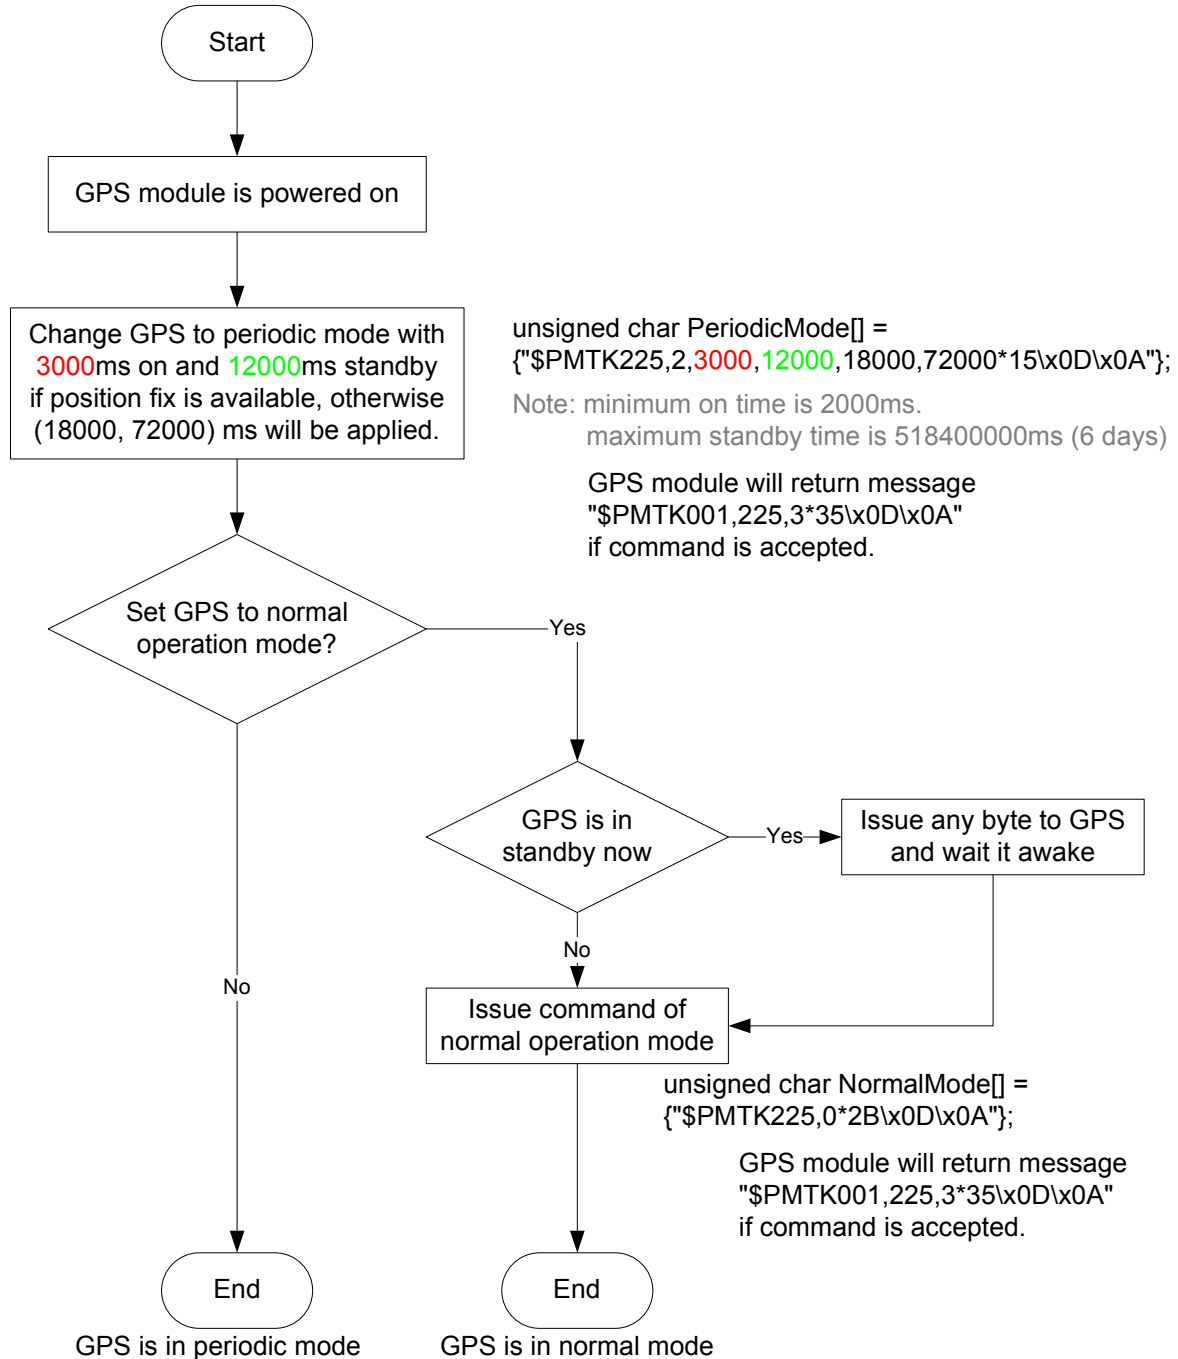 Start
GPS module is powered on
Change GPS to periodic mode with
3000ms on and 12000ms standby
if position fix is available, otherwise
(18000, 72000) ms will be applied.
unsigned char PeriodicMode[] =
{"$PMTK225,2,3000,12000,18000,72000*15\x0D\x0A"};
Note: minimum on time is 2000ms.
maximum standby time is 518400000ms (6 days)
GPS module will return message
"$PMTK001,225,3*35\x0D\x0A"
if command is accepted.
Set GPS to normal
operation mode?
Yes
GPS is in
standby now
Yes
Issue any byte to GPS
and wait it awake
No
No
Issue command of
normal operation mode
unsigned char NormalMode[] =
{"$PMTK225,0*2B\x0D\x0A"};
GPS module will return message
"$PMTK001,225,3*35\x0D\x0A"
if command is accepted.
End
GPS is in periodic mode
End
GPS is in normal mode